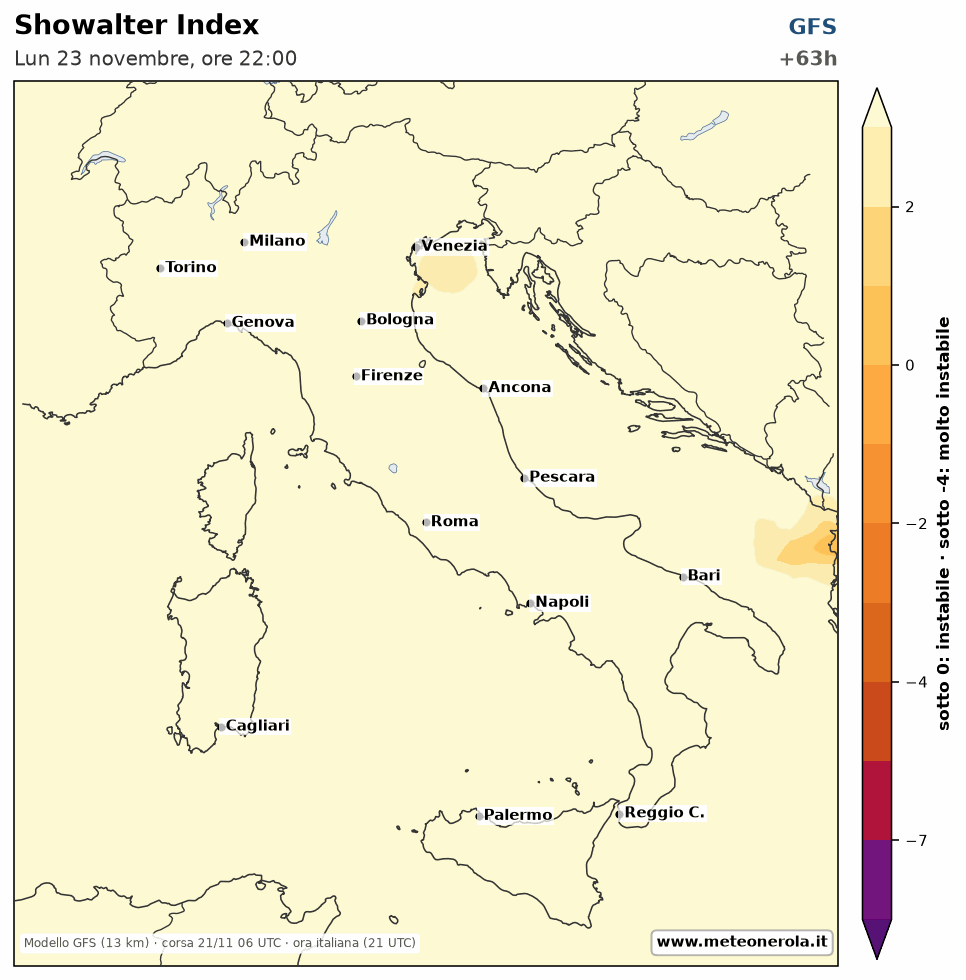 Showalter Index
GFS
Lun 23 novembre, ore 22:00
+63h
Venezia
Milano
Torino
Bologna
Genova
Firenze
Ancona
Pescara
Roma
Bari
Napoli
Cagliari
Reggio C.
Palermo
2
0
−2
−4
−7
sotto 0: instabile · sotto -4: molto instabile
Modello GFS (13 km) · corsa 21/11 06 UTC · ora italiana (21 UTC)
www.meteonerola.it